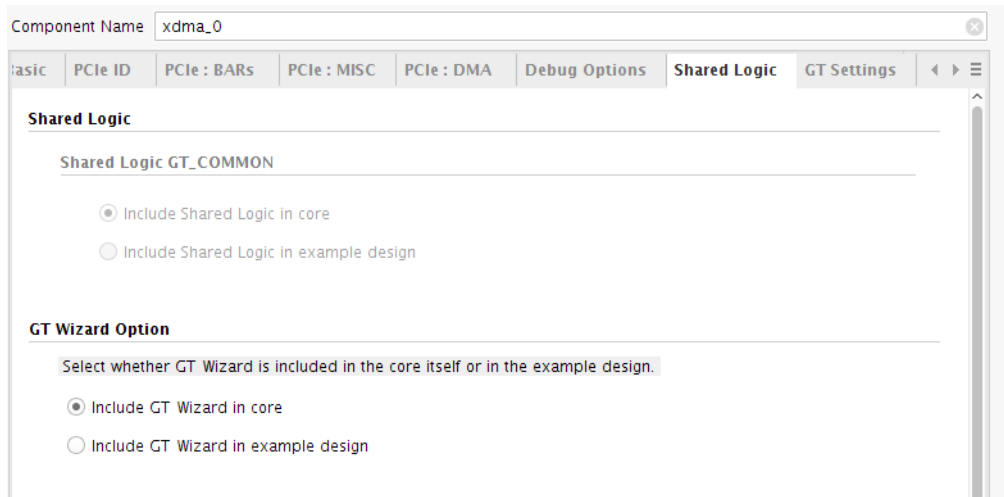 Component Name xdma_0
asic PCIe ID PCIe : BARs PCIe : MISC PCIe : DMA Debug Options Shared Logic GT Settings
Shared Logic
Shared Logic GT_COMMON
Include Shared Logic in core
Include Shared Logic in example design
GT Wizard Option
Select whether GT Wizard is included in the core itself or in the example design.
Include GT Wizard in core
Include GT Wizard in example design